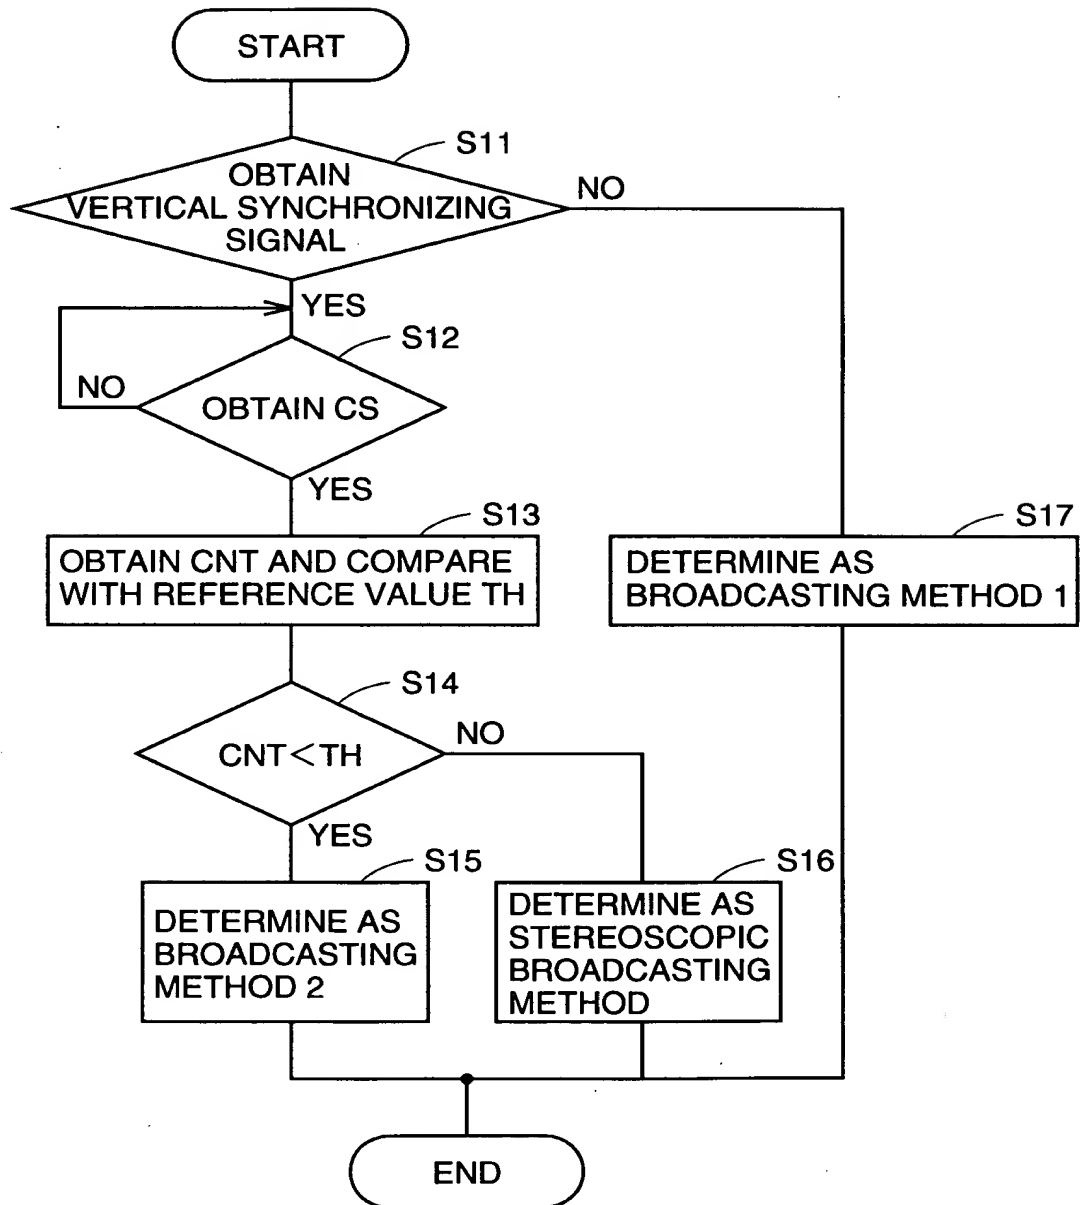 START
S11
OBTAIN
VERTICAL SYNCHRONIZING
SIGNAL
NO
YES
S12
NO
OBTAIN CS
YES
S13
OBTAIN CNT AND COMPARE
WITH REFERENCE VALUE TH
S17
DETERMINE AS
BROADCASTING METHOD 1
S14
CNT<TH
NO
YES
S15
DETERMINE AS
BROADCASTING
METHOD 2
S16
DETERMINE AS
STEREOSCOPIC
BROADCASTING
METHOD
END